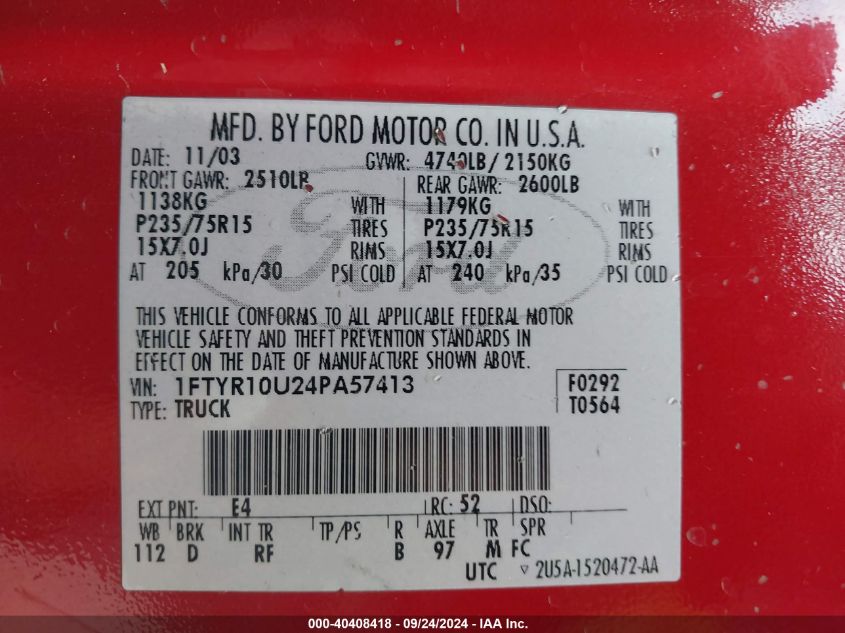 MFD. BY FORD MOTOR CO. IN U.S.A.
DATE: 11/03 GVWR: 4740LB/ 2150KG
FRONT GAWR: 2510LB REAR GAWR: 2600LB
1138KG WITH 1179KG WITH
P235/75R15 TIRES P235/75R15 TIRES
15X7.0J RIMS 15X7.0J RIMS
AT 205 kPa/30 PSI COLD AT 240 kPa/35 PSI COLD
Ford
THIS VEHICLE CONFORMS TO ALL APPLICABLE FEDERAL MOTOR
VEHICLE SAFETY AND THEFT PREVENTION STANDARDS IN
EFFECT ON THE DATE OF MANUFACTURE SHOWN ABOVE.
VIN: 1FTYR10U24PA57413 F0292
TYPE: TRUCK T0564
EXT PNT: E4 RC: 52 DSO:
WB BRK INT TR TP/PS R AXLE TR SPR
112 D RF B 97 M FC
UTC ▽ 2U5A-1520472-AA
000-40408418 - 09/24/2024 - IAA Inc.